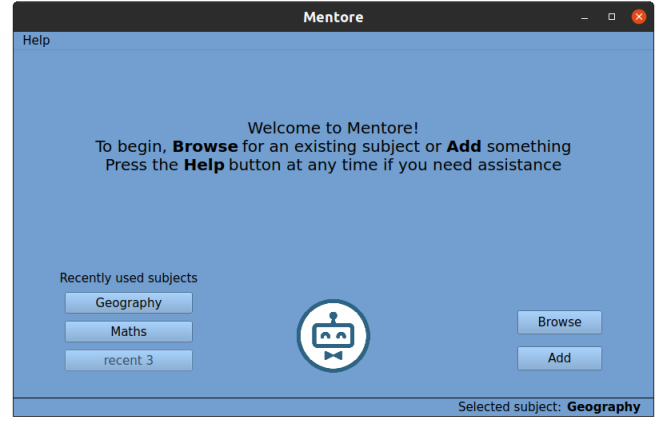 Mentore
Help
Welcome to Mentore!
To begin, Browse for an existing subject or Add something
Press the Help button at any time if you need assistance
Recently used subjects
Geography
Maths
recent 3
Browse
Add
Selected subject: Geography